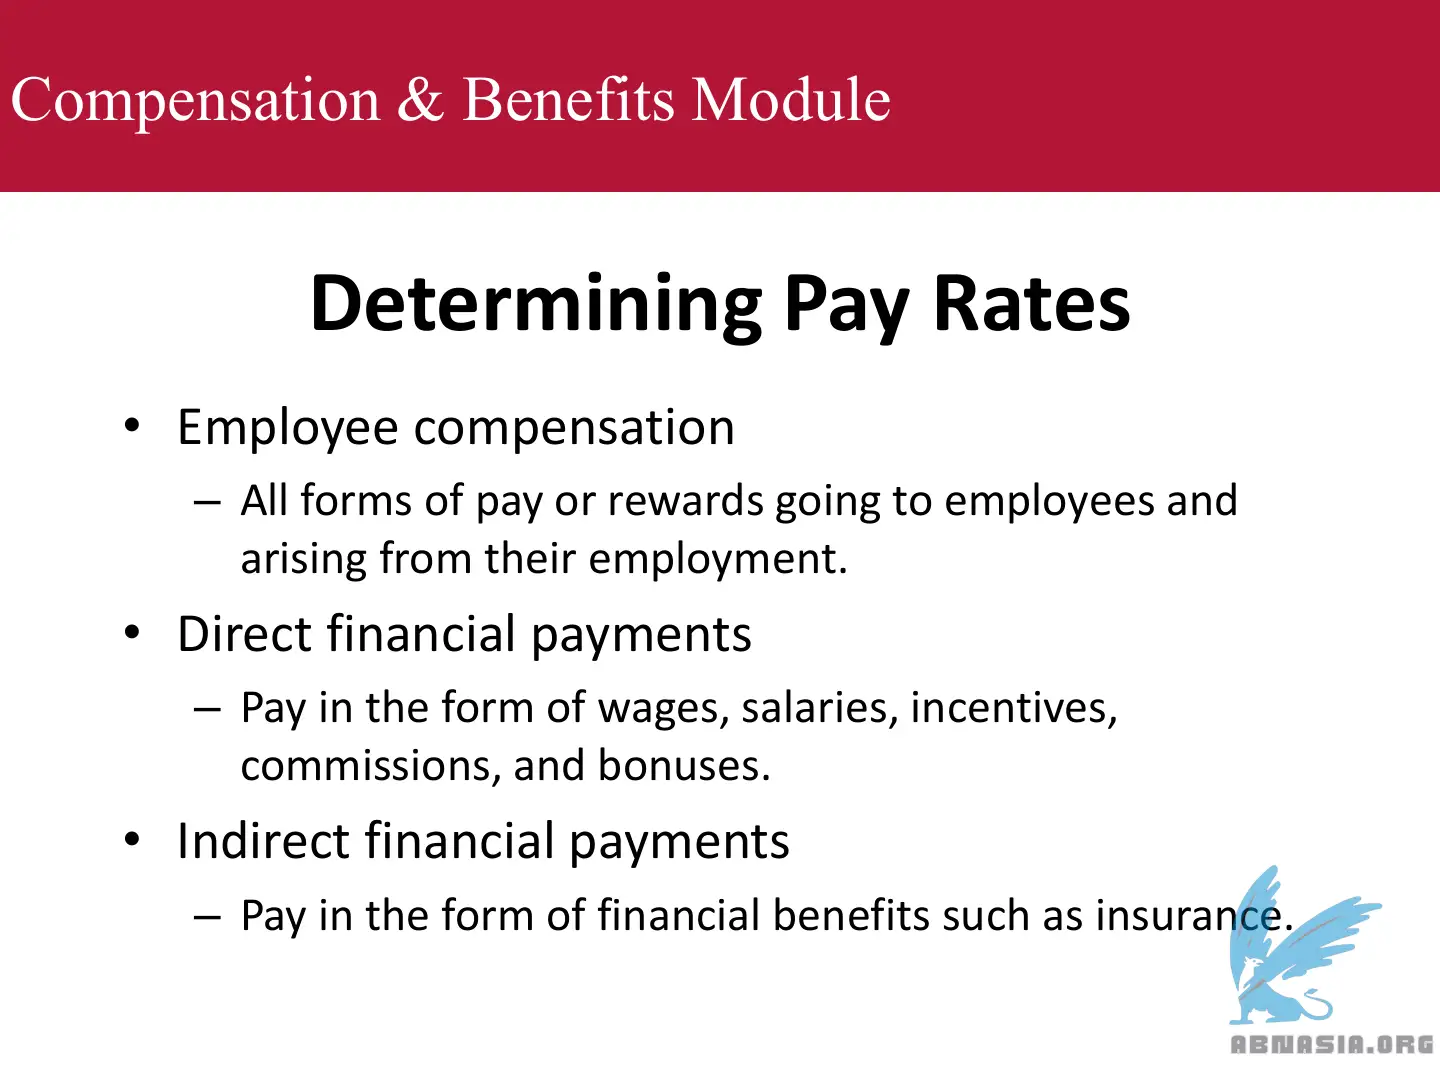 Compensation & Benefits Module
Determining Pay Rates
• Employee compensation
– All forms of pay or rewards going to employees and
arising from their employment.
• Direct financial payments
– Pay in the form of wages, salaries, incentives,
commissions, and bonuses.
• Indirect financial payments
– Pay in the form of financial benefits such as insurance.
ABNASIA.ORG